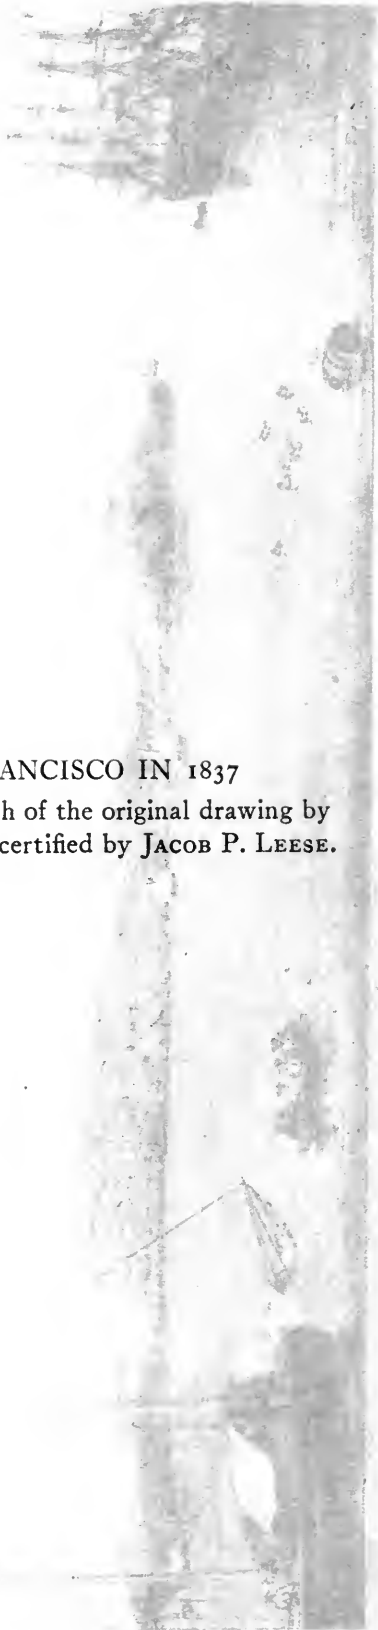 ANCISCO IN 1837
h of the original drawing by
certified by JACOB P. LEESE.